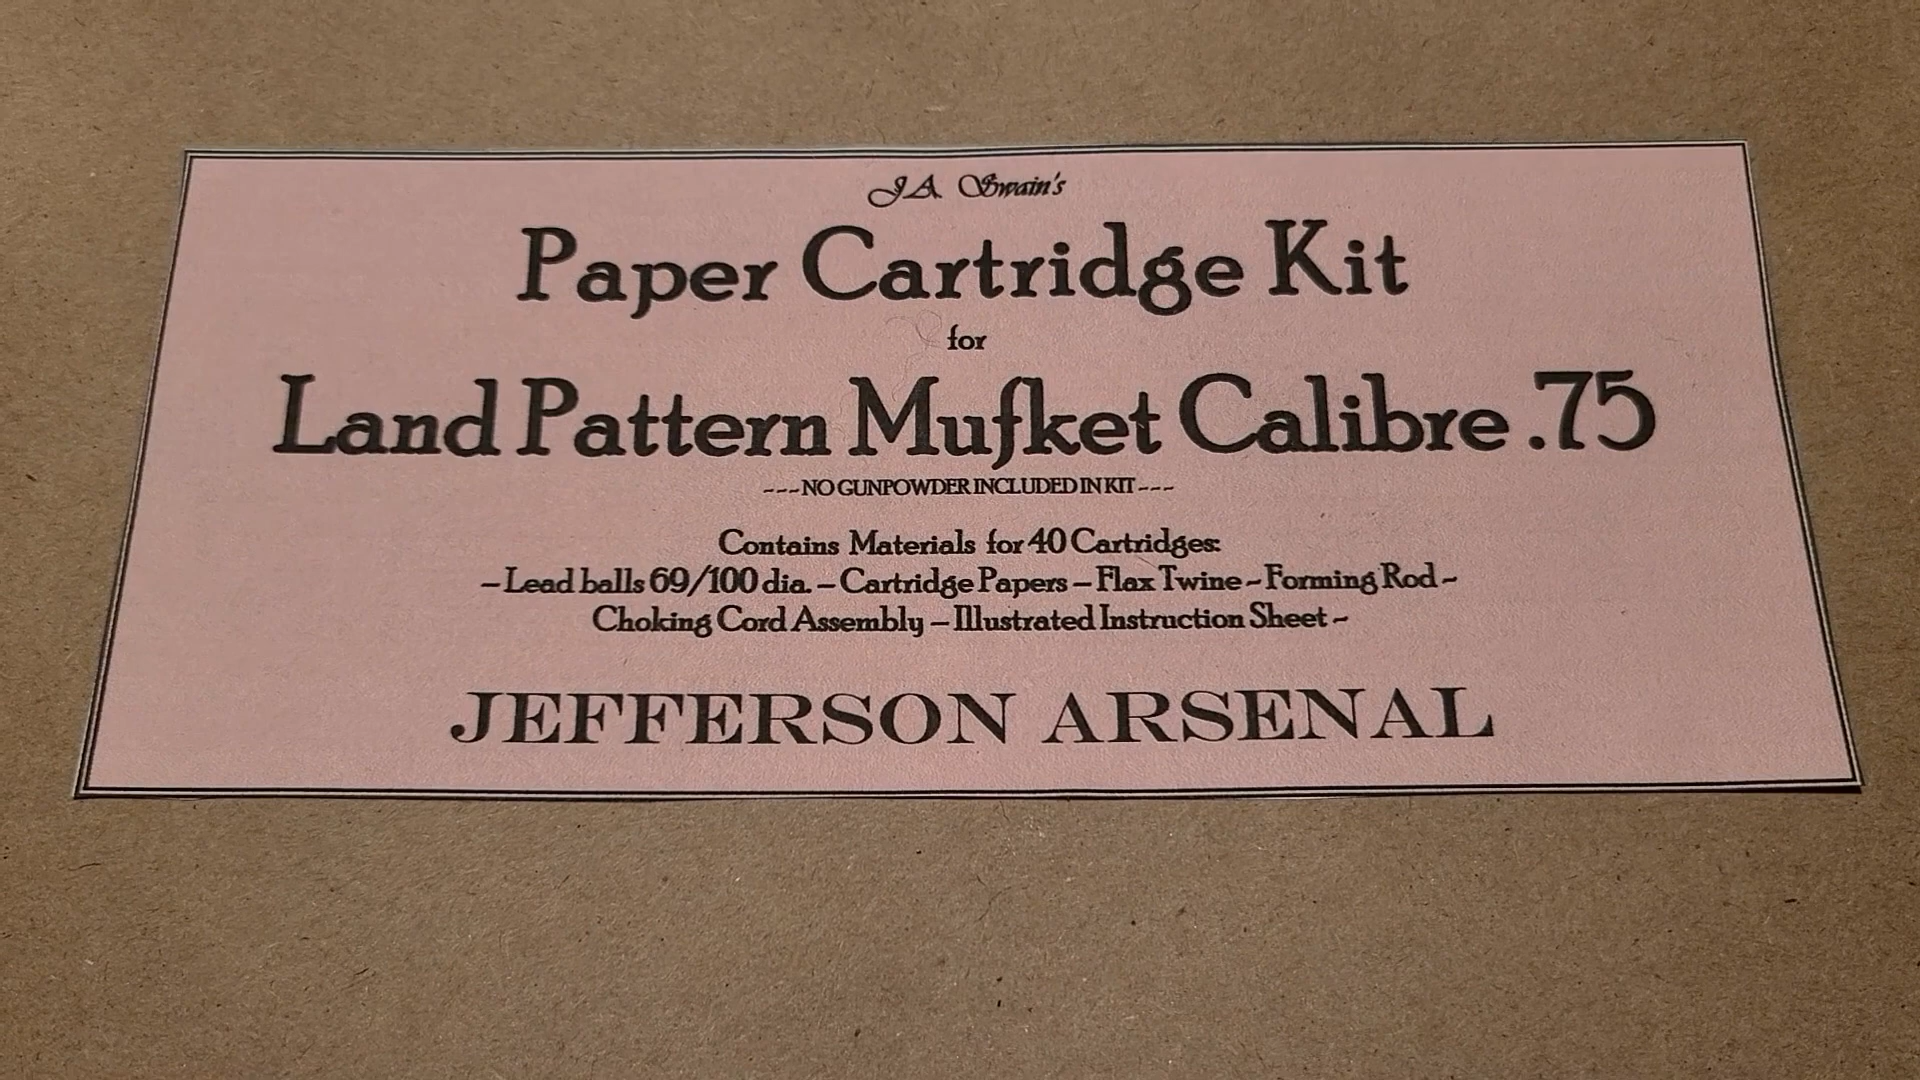 J.A. Swain's
Paper Cartridge Kit
for
Land Pattern Muſket Calibre .75
~~~NO GUNPOWDER INCLUDED IN KIT~~~
Contains Materials for 40 Cartridges:
~Lead balls 69/100 dia. ~ Cartridge Papers ~ Flax Twine ~ Forming Rod ~
Choking Cord Assembly ~ Illustrated Instruction Sheet ~
JEFFERSON ARSENAL